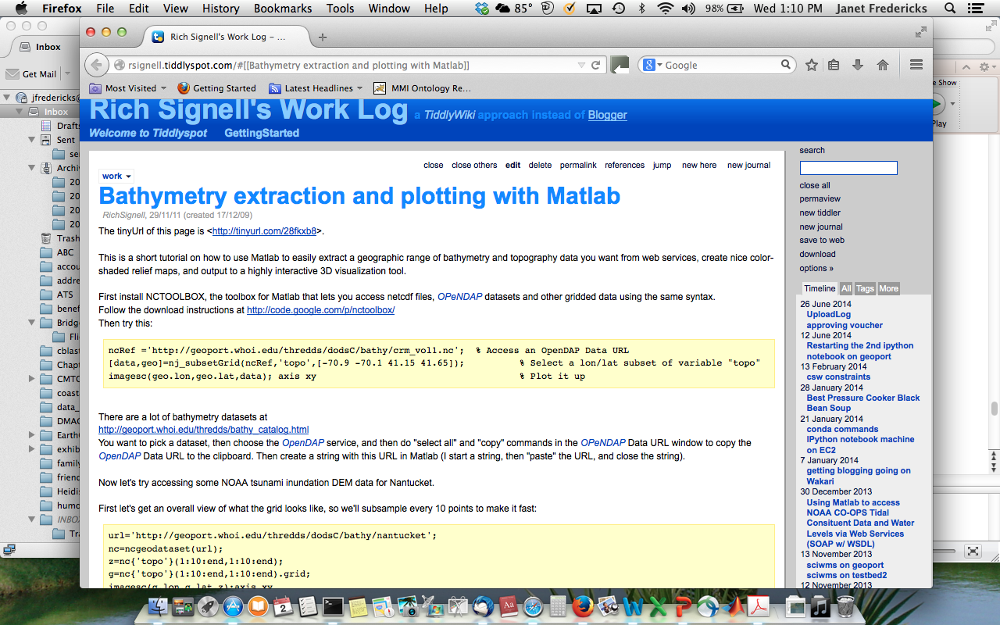 Firefox File Edit View History Bookmarks Tools Window Help 85° 98% Wed 1:10 PM Janet Fredericks
Inbox
Get Mail
jfredericks@
Inbox
Drafts
Sent
se
Archi
20
20
20
20
Trash
ABC
accou
addre
ATS
benef
Bridg
Fli
cblast
Chapt
CMTC
coast
data_
DMAC
Earth
exhib
family
friend
Heidis
humo
INBOX
Tra
e Show
Play
Rich Signell's Work Log – ...
rsignell.tiddlyspot.com/#[[Bathymetry extraction and plotting with Matlab]]
Google
Most Visited Getting Started Latest Headlines MMI Ontology Re...
Rich Signell's Work Log a TiddlyWiki approach instead of Blogger
Welcome to Tiddlyspot GettingStarted
close close others edit delete permalink references jump new here new journal
work
Bathymetry extraction and plotting with Matlab
RichSignell, 29/11/11 (created 17/12/09)
The tinyUrl of this page is <http://tinyurl.com/28fkxb8>.
This is a short tutorial on how to use Matlab to easily extract a geographic range of bathymetry and topography data you want from web services, create nice color-
shaded relief maps, and output to a highly interactive 3D visualization tool.
First install NCTOOLBOX, the toolbox for Matlab that lets you access netcdf files, OPeNDAP datasets and other gridded data using the same syntax.
Follow the download instructions at http://code.google.com/p/nctoolbox/
Then try this:
ncRef ='http://geoport.whoi.edu/thredds/dodsC/bathy/crm_vol1.nc'; % Access an OpenDAP Data URL
[data,geo]=nj_subsetGrid(ncRef,'topo',[-70.9 -70.1 41.15 41.65]); % Select a lon/lat subset of variable "topo"
imagesc(geo.lon,geo.lat,data); axis xy % Plot it up
There are a lot of bathymetry datasets at
http://geoport.whoi.edu/thredds/bathy_catalog.html
You want to pick a dataset, then choose the OpenDAP service, and then do "select all" and "copy" commands in the OPeNDAP Data URL window to copy the
OpenDAP Data URL to the clipboard. Then create a string with this URL in Matlab (I start a string, then "paste" the URL, and close the string).
Now let's try accessing some NOAA tsunami inundation DEM data for Nantucket.
First let's get an overall view of what the grid looks like, so we'll subsample every 10 points to make it fast:
url='http://geoport.whoi.edu/thredds/dodsC/bathy/nantucket';
nc=ncgeodataset(url);
z=nc{'topo'}(1:10:end,1:10:end);
g=nc{'topo'}(1:10:end,1:10:end).grid;
imagesc(g.lon,g.lat,z);axis xy
search
close all
permaview
new tiddler
new journal
save to web
download
options »
Timeline All Tags More
26 June 2014
UploadLog
approving voucher
12 June 2014
Restarting the 2nd ipython
notebook on geoport
13 February 2014
csw constraints
28 January 2014
Best Pressure Cooker Black
Bean Soup
21 January 2014
conda commands
IPython notebook machine
on EC2
7 January 2014
getting blogging going on
Wakari
30 December 2013
Using Matlab to access
NOAA CO-OPS Tidal
Consituent Data and Water
Levels via Web Services
(SOAP w/ WSDL)
13 November 2013
sciwms on geoport
sciwms on testbed2
12 November 2013